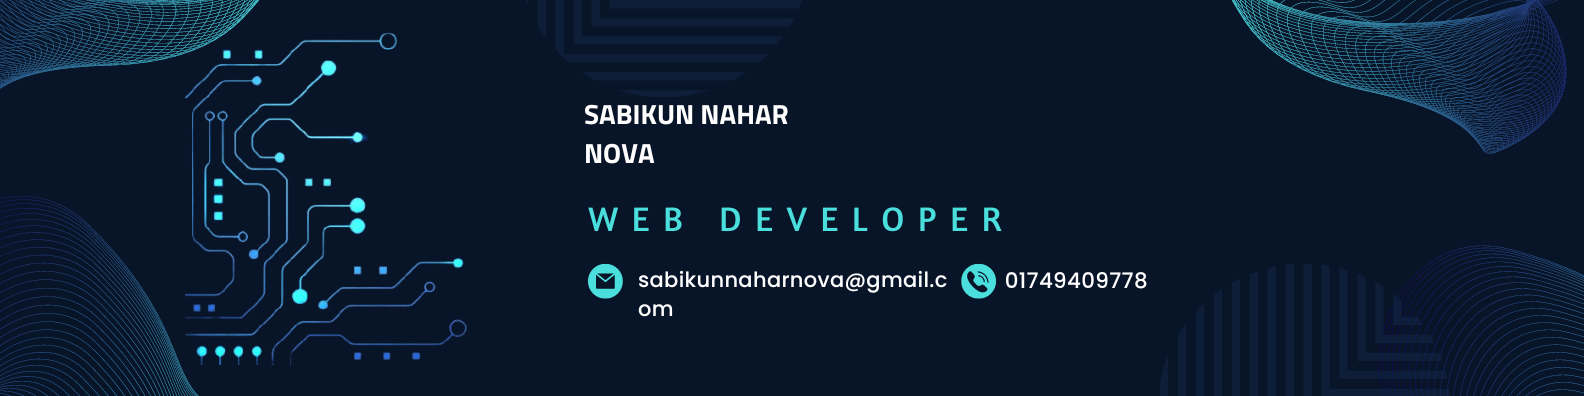 SABIKUN NAHAR
NOVA
WEB DEVELOPER
sabikunnaharnova@gmail.c
om
01749409778